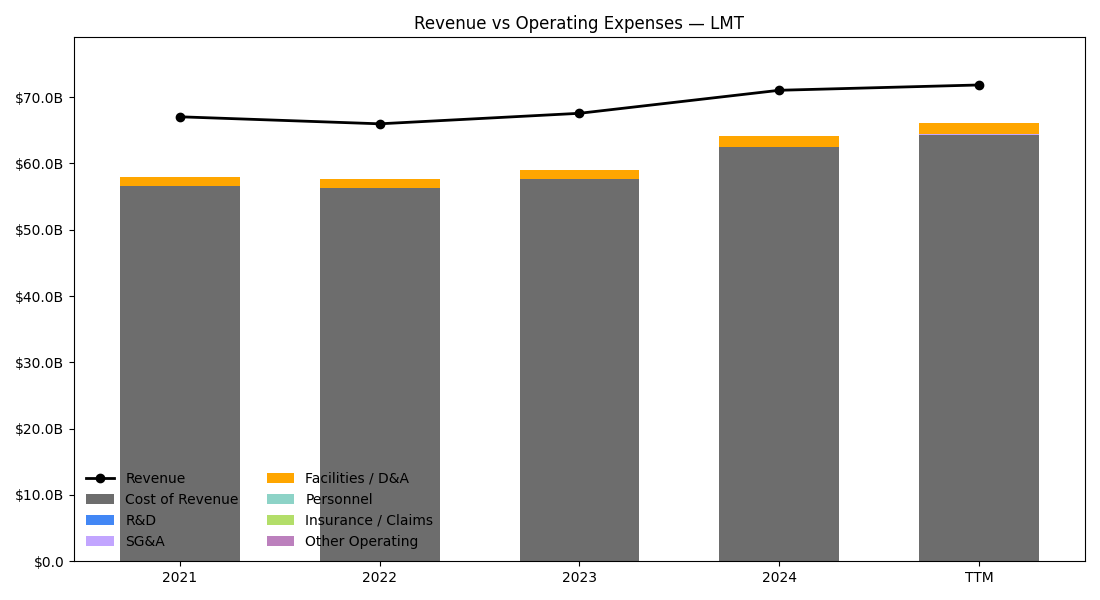 Revenue vs Operating Expenses — LMT
$70.0B
$60.0B
$50.0B
$40.0B
$30.0B
$20.0B
$10.0B
$0.0
Revenue
Cost of Revenue
R&D
SG&A
Facilities / D&A
Personnel
Insurance / Claims
Other Operating
2021 2022 2023 2024 TTM